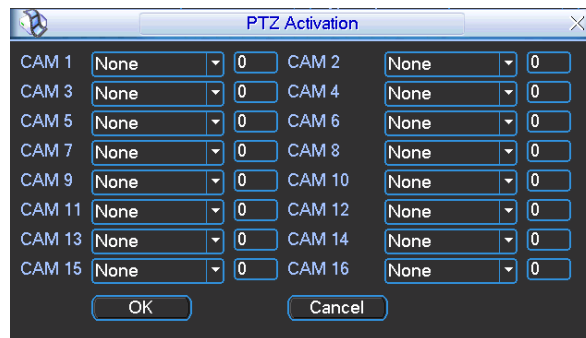 PTZ Activation
CAM 1 None 0 CAM 2 None 0
CAM 3 None 0 CAM 4 None 0
CAM 5 None 0 CAM 6 None 0
CAM 7 None 0 CAM 8 None 0
CAM 9 None 0 CAM 10 None 0
CAM 11 None 0 CAM 12 None 0
CAM 13 None 0 CAM 14 None 0
CAM 15 None 0 CAM 16 None 0
OK Cancel